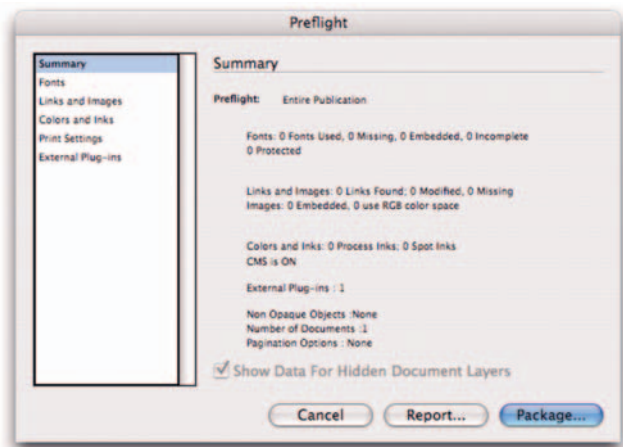 Preflight
Summary
Fonts
Links and Images
Colors and Inks
Print Settings
External Plug-ins
Summary
Preflight: Entire Publication
Fonts: 0 Fonts Used, 0 Missing, 0 Embedded, 0 Incomplete
0 Protected
Links and Images: 0 Links Found; 0 Modified, 0 Missing
Images: 0 Embedded, 0 use RGB color space
Colors and Inks: 0 Process Inks; 0 Spot Inks
CMS is ON
External Plug-ins : 1
Non Opaque Objects :None
Number of Documents :1
Pagination Options : None
Show Data For Hidden Document Layers
Cancel Report... Package...